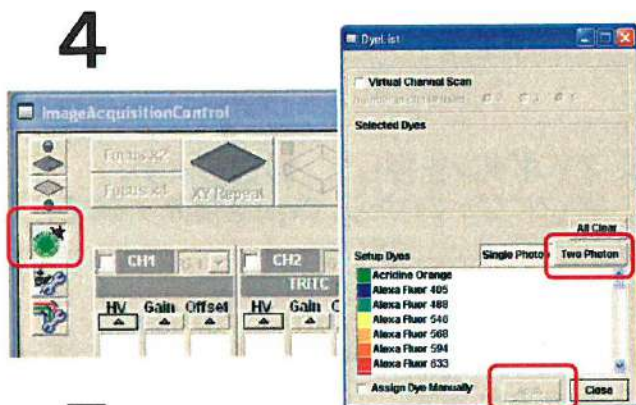 4
ImageAcquisitionControl
Focus x2
Focus x4
XY Repeat
CH1
CH2
TRITC
HV Gain Offset HV Gain
DyeList
Virtual Channel Scan
Selected Dyes
All Clear
Setup Dyes Single Photon Two Photon
Acridine Orange
Alexa Fluor 405
Alexa Fluor 488
Alexa Fluor 546
Alexa Fluor 568
Alexa Fluor 594
Alexa Fluor 633
Assign Dye Manually Close